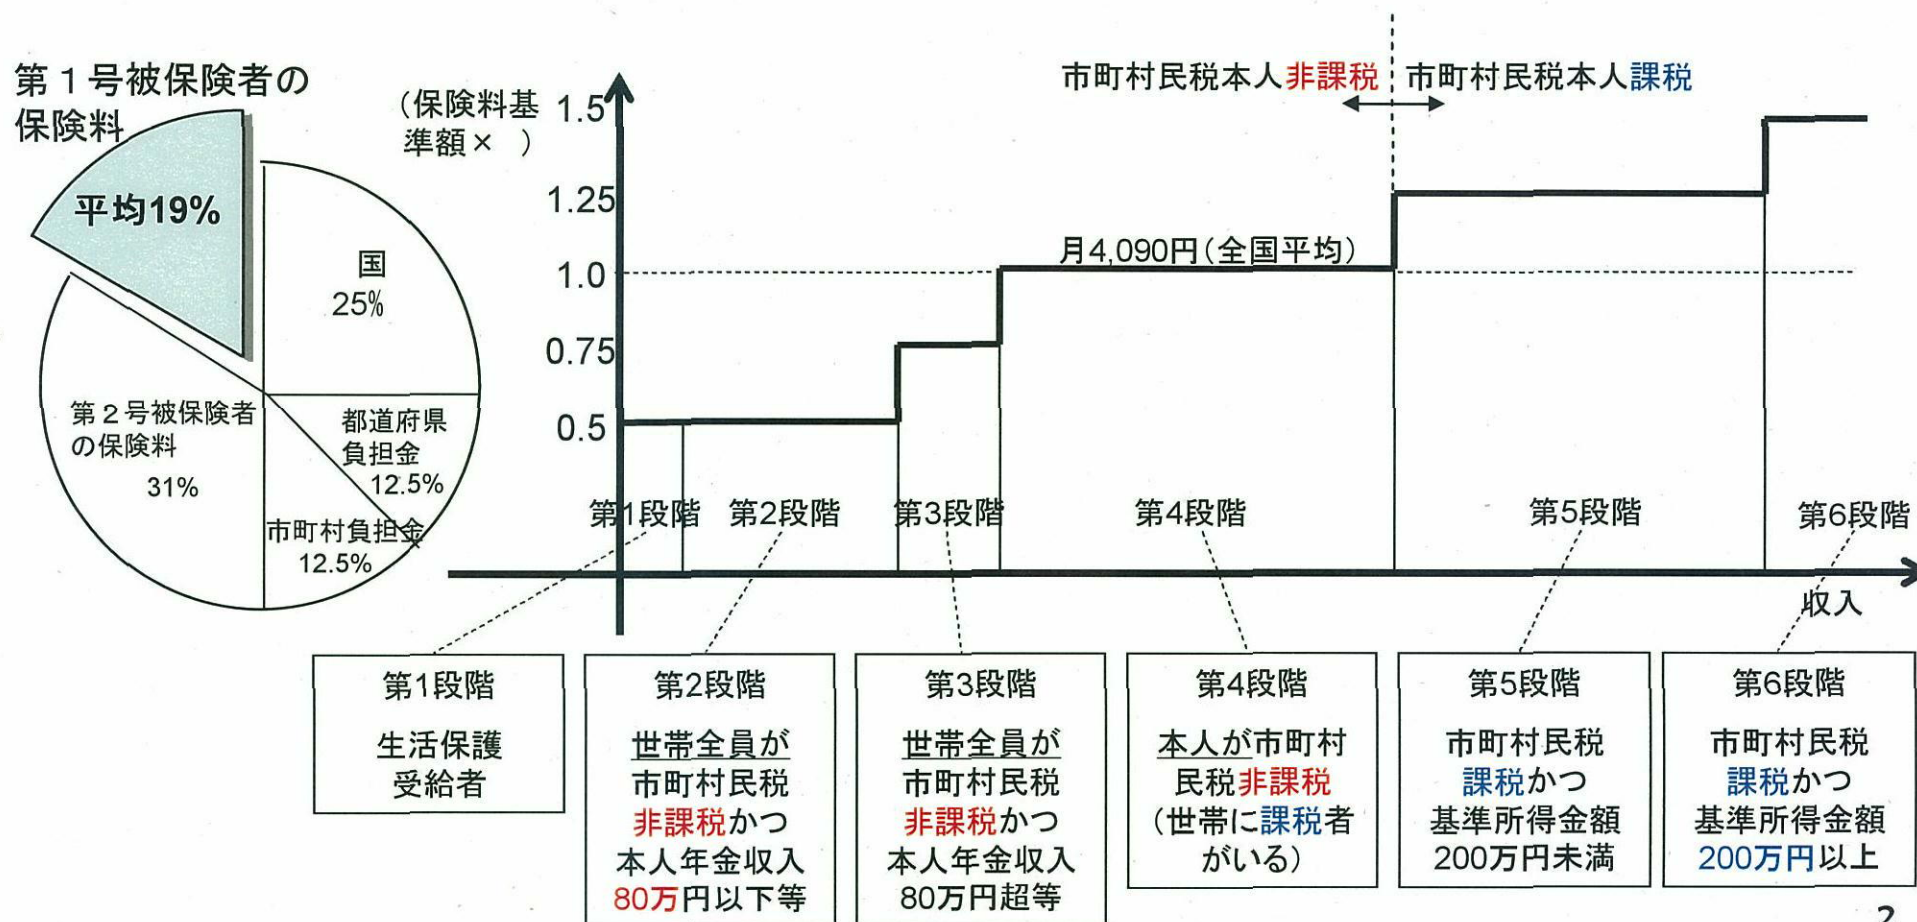 第1号被保険者の
保険料
平均19%
国
25%
都道府県
負担金
12.5%
市町村負担金
12.5%
第2号被保険者
の保険料
31%
(保険料基
準額× )
1.5
1.25
1.0
0.75
0.5
市町村民税本人非課税
市町村民税本人課税
月4,090円(全国平均)
第1段階
第2段階
第3段階
第4段階
第5段階
第6段階
収入
第1段階
生活保護
受給者
第2段階
世帯全員が
市町村民税
非課税かつ
本人年金収入
80万円以下等
第3段階
世帯全員が
市町村民税
非課税かつ
本人年金収入
80万円超等
第4段階
本人が市町村
民税非課税
(世帯に課税者
がいる)
第5段階
市町村民税
課税かつ
基準所得金額
200万円未満
第6段階
市町村民税
課税かつ
基準所得金額
200万円以上
2